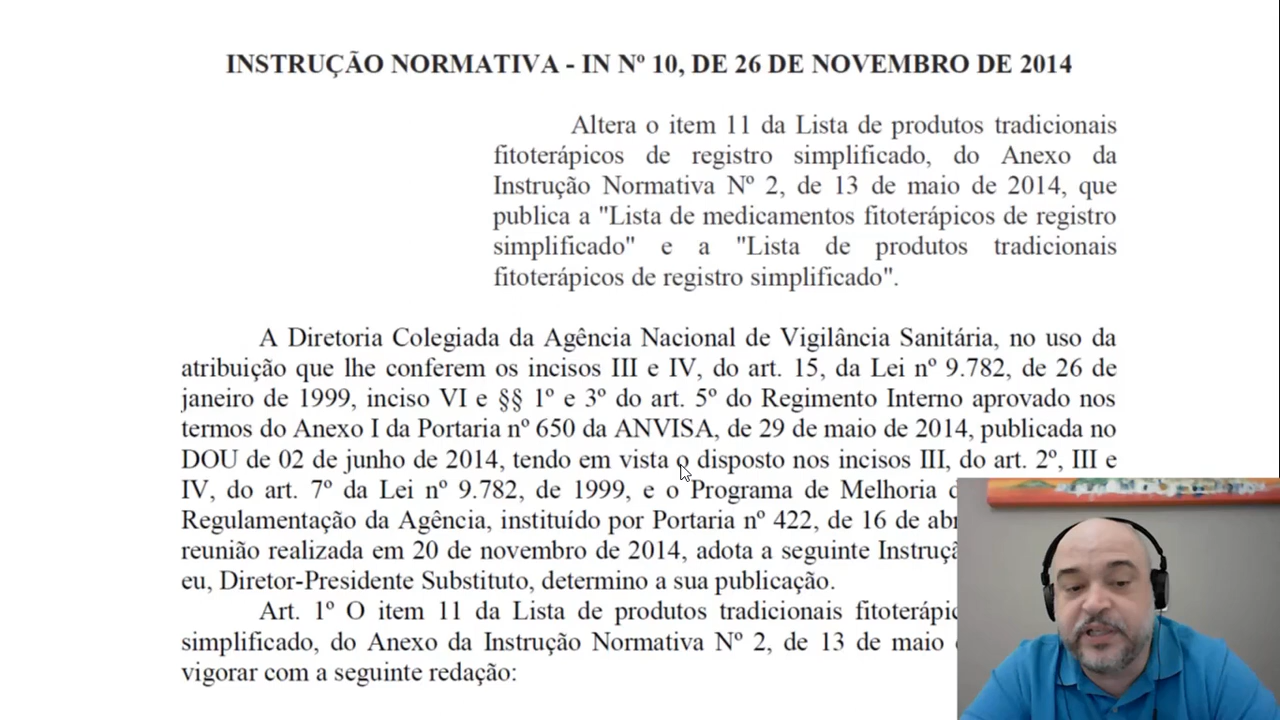 INSTRUÇÃO NORMATIVA - IN Nº 10, DE 26 DE NOVEMBRO DE 2014
Altera o item 11 da Lista de produtos tradicionais
fitoterápicos de registro simplificado, do Anexo da
Instrução Normativa Nº 2, de 13 de maio de 2014, que
publica a "Lista de medicamentos fitoterápicos de registro
simplificado" e a "Lista de produtos tradicionais
fitoterápicos de registro simplificado".
A Diretoria Colegiada da Agência Nacional de Vigilância Sanitária, no uso da
atribuição que lhe conferem os incisos III e IV, do art. 15, da Lei nº 9.782, de 26 de
janeiro de 1999, inciso VI e §§ 1º e 3º do art. 5º do Regimento Interno aprovado nos
termos do Anexo I da Portaria nº 650 da ANVISA, de 29 de maio de 2014, publicada no
DOU de 02 de junho de 2014, tendo em vista o disposto nos incisos III, do art. 2º, III e
IV, do art. 7º da Lei nº 9.782, de 1999, e o Programa de Melhoria
Regulamentação da Agência, instituído por Portaria nº 422, de 16 de
reunião realizada em 20 de novembro de 2014, adota a seguinte
eu, Diretor-Presidente Substituto, determino a sua publicação.
Art. 1º O item 11 da Lista de produtos tradicionais
simplificado, do Anexo da Instrução Normativa Nº 2, de 13 de maio
vigorar com a seguinte redação: